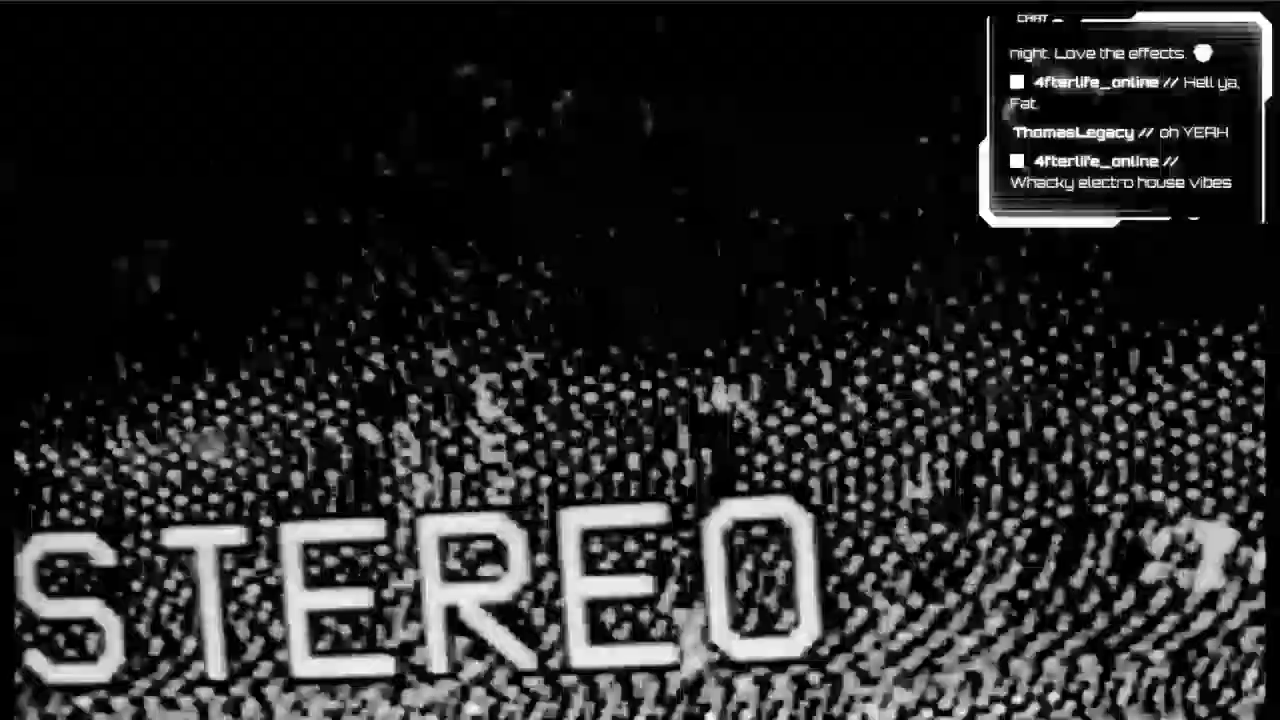 CHAT
night. Love the effects.
4fterlife_online // Hell ya,
Fat.
ThomasLegacy // oh YEAH
4fterlife_online //
Whacky electro house vibes
STEREO